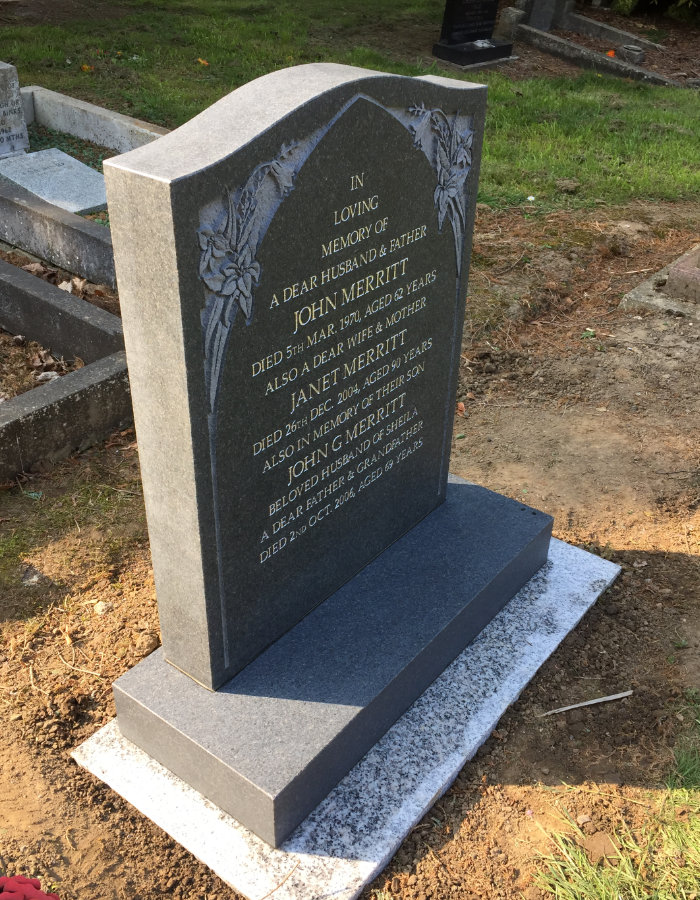 IN
LOVING
MEMORY OF
A DEAR HUSBAND & FATHER
JOHN MERRITT
DIED 5TH MAR. 1970, AGED 62 YEARS
ALSO A DEAR WIFE & MOTHER
JANET MERRITT
DIED 26TH DEC. 2004, AGED 90 YEARS
ALSO IN MEMORY OF THEIR SON
JOHN G MERRITT
BELOVED HUSBAND OF SHEILA
A DEAR FATHER & GRANDFATHER
DIED 2ND OCT. 2006, AGED 69 YEARS